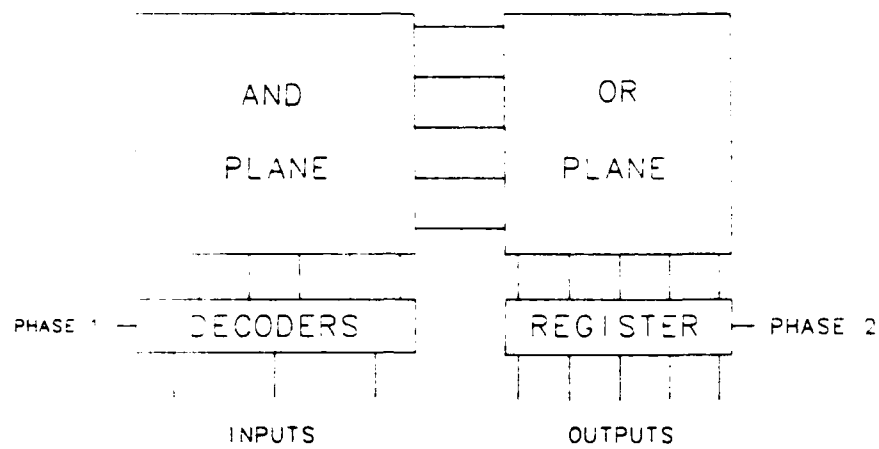 AND
PLANE
OR
PLANE
PHASE 1
DECODERS
REGISTER
PHASE 2
INPUTS
OUTPUTS